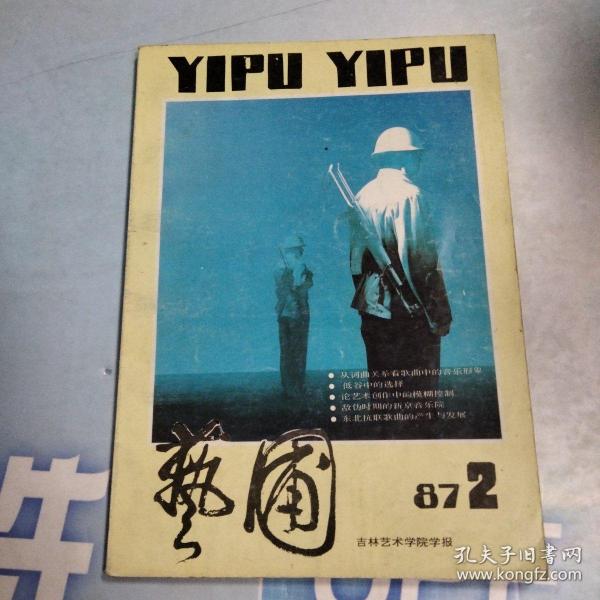 YIPU YIPU
• 从词曲关系看歌曲中的音乐形象
• 低谷中的选择
• 论艺术创作中的模糊控制
• 敌伪时期的新京音乐院
• 东北抗联歌曲的产生与发展
藝圃
87 2
吉林艺术学院学报
件
孔夫子旧书网
www.kongfz.com